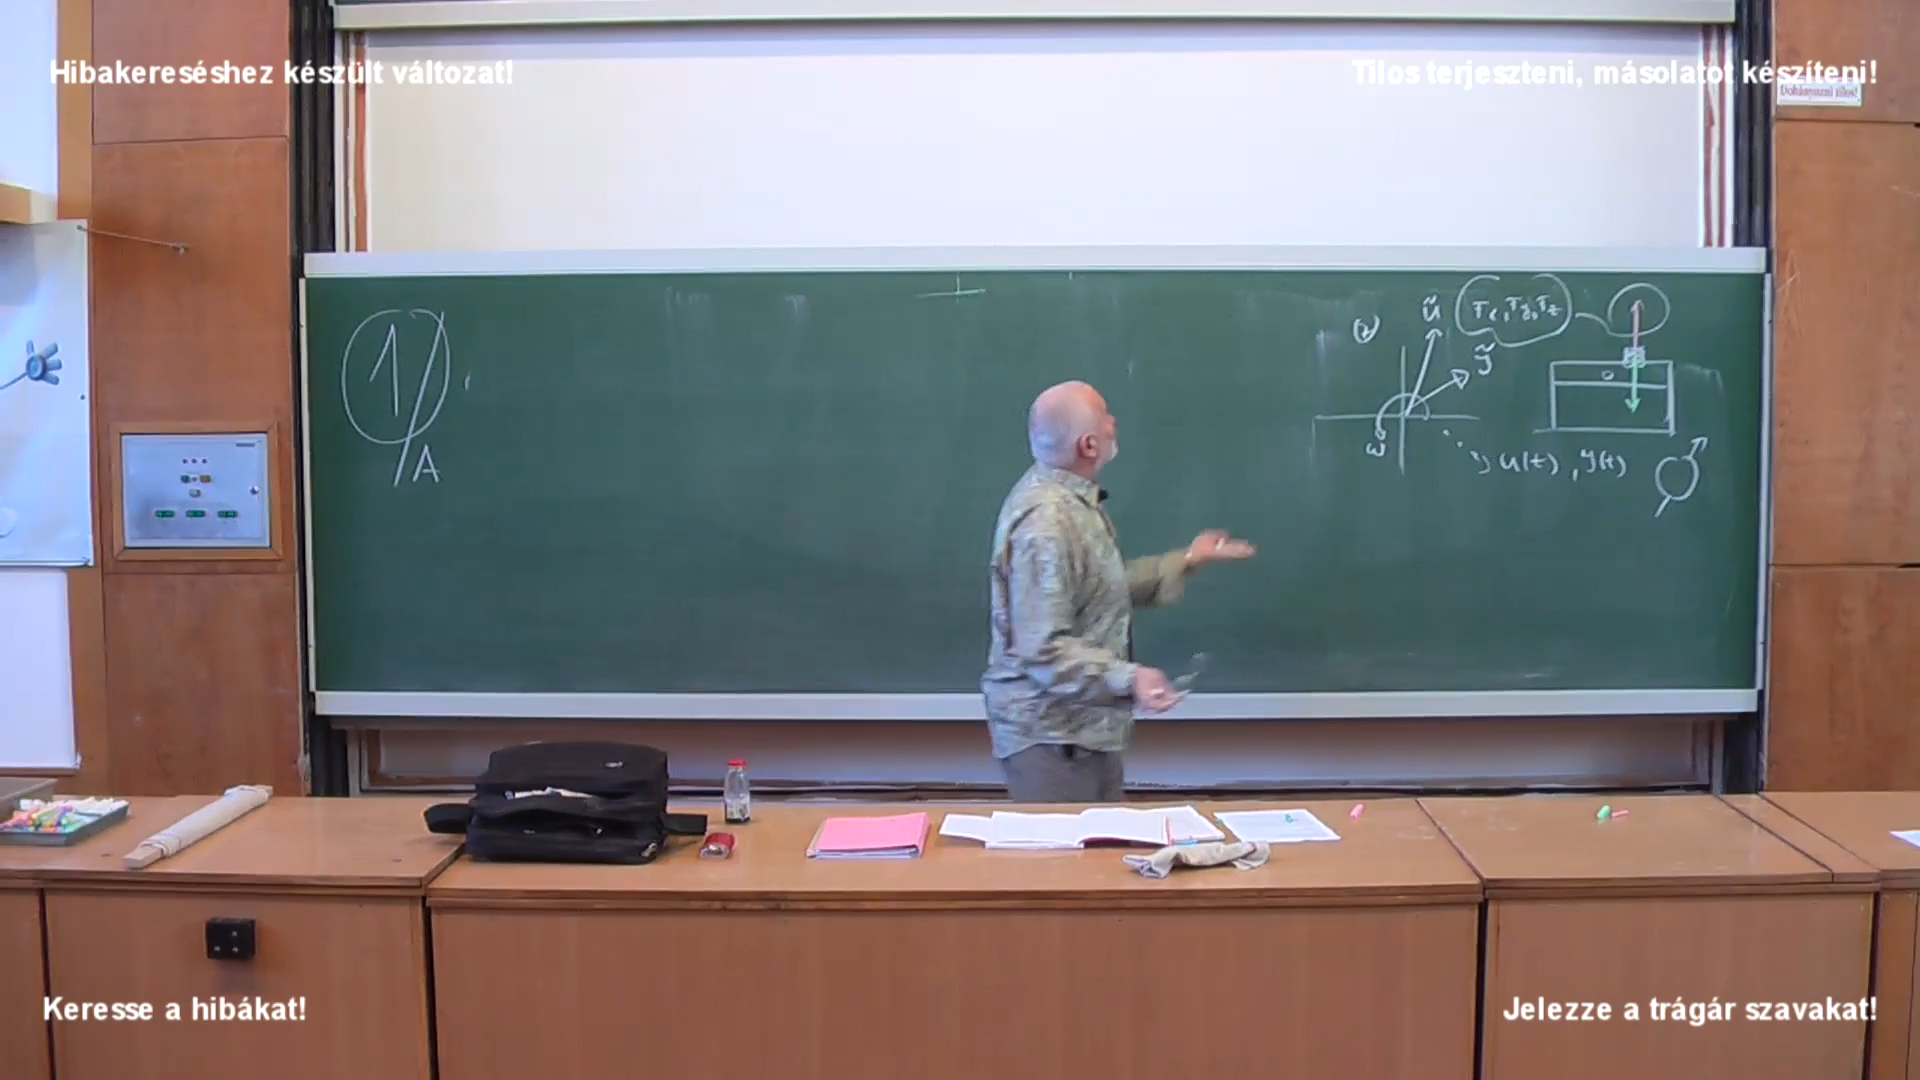 Hibakereséshez készült változat!
Tilos terjeszteni, másolatot készíteni!
Dohányozni tilos!
1/A
ũ
ỹ
ω
u(t), y(t)
Keresse a hibákat!
Jelezze a trágár szavakat!